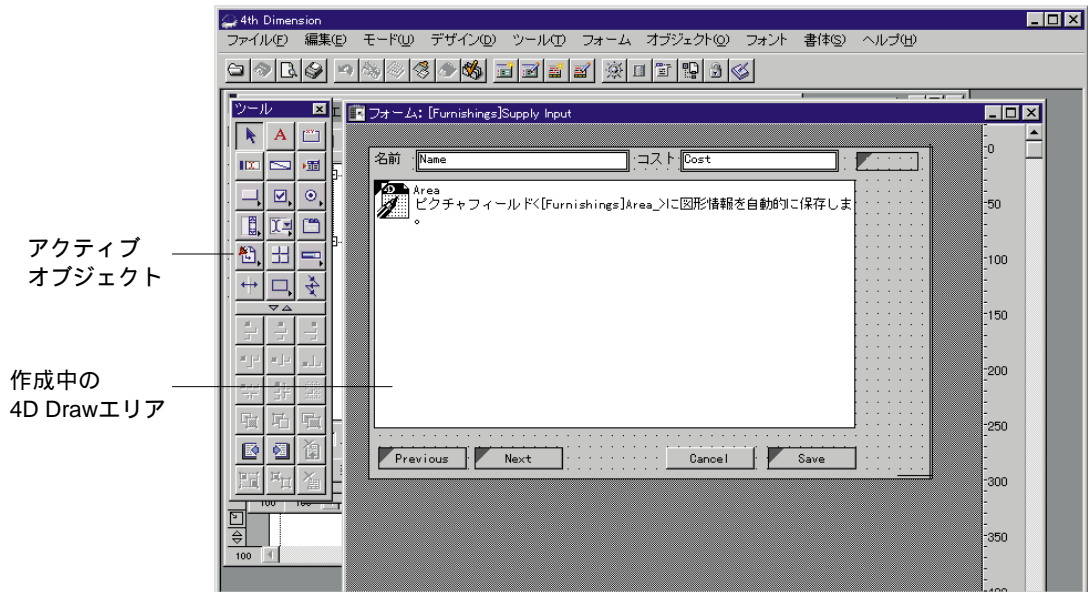 4th Dimension
ファイル(F) 編集(E) モード(U) デザイン(D) ツール(T) フォーム オブジェクト(O) フォント 書体(S) ヘルプ(H)
ツール
フォーム: [Furnishings]Supply Input
名前 Name コスト Cost
Area
ピクチャフィールド<[Furnishings]Area_>に図形情報を自動的に保存しま
。
Previous Next Cancel Save
0
50
100
150
200
250
300
350
400
アクティブ
オブジェクト
作成中の
4D Drawエリア
100 100
100